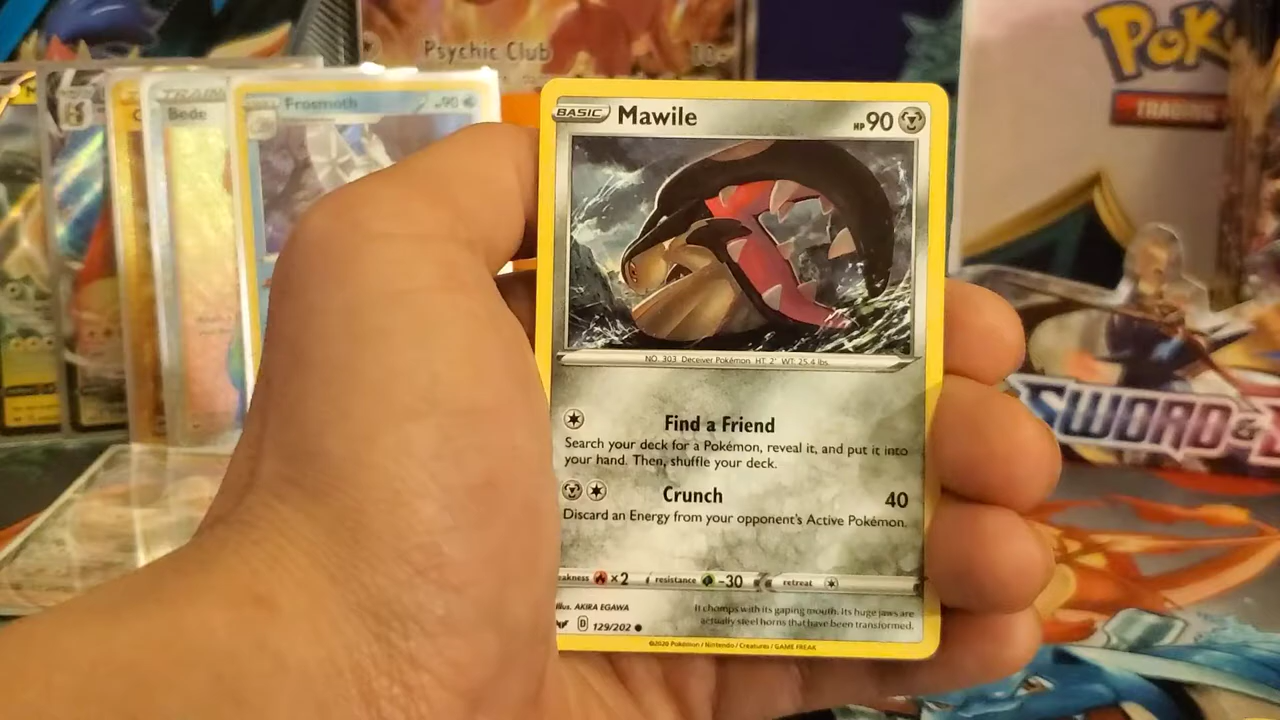 Psychic Club
TRAIN
Bede
Frosmoth
HP 90
BASIC
Mawile
HP 90
NO. 303 Deceiver Pokémon HT: 2' WT: 25.4 lbs.
Find a Friend
Search your deck for a Pokémon, reveal it, and put it into
your hand. Then, shuffle your deck.
Crunch 40
Discard an Energy from your opponent's Active Pokémon.
eakness ×2 resistance -30 retreat
Illus. AKIRA EGAWA
It chomps with its gaping mouth. Its huge jaws are
actually steel horns that have been transformed.
D 129/202
©2020 Pokémon / Nintendo / Creatures / GAME FREAK
POK
TRADING
SWORD &